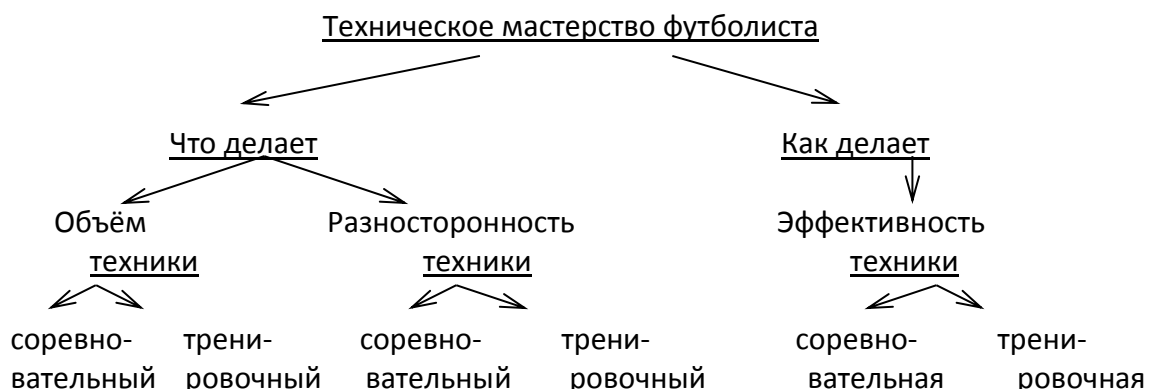 Техническое мастерство футболиста
Что делает Как делает
Объём Разносторонность Эффективность
техники техники техники
соревно- трени- соревно- трени- соревно- трени-
вательный ровочный вательный ровочный вательная ровочная